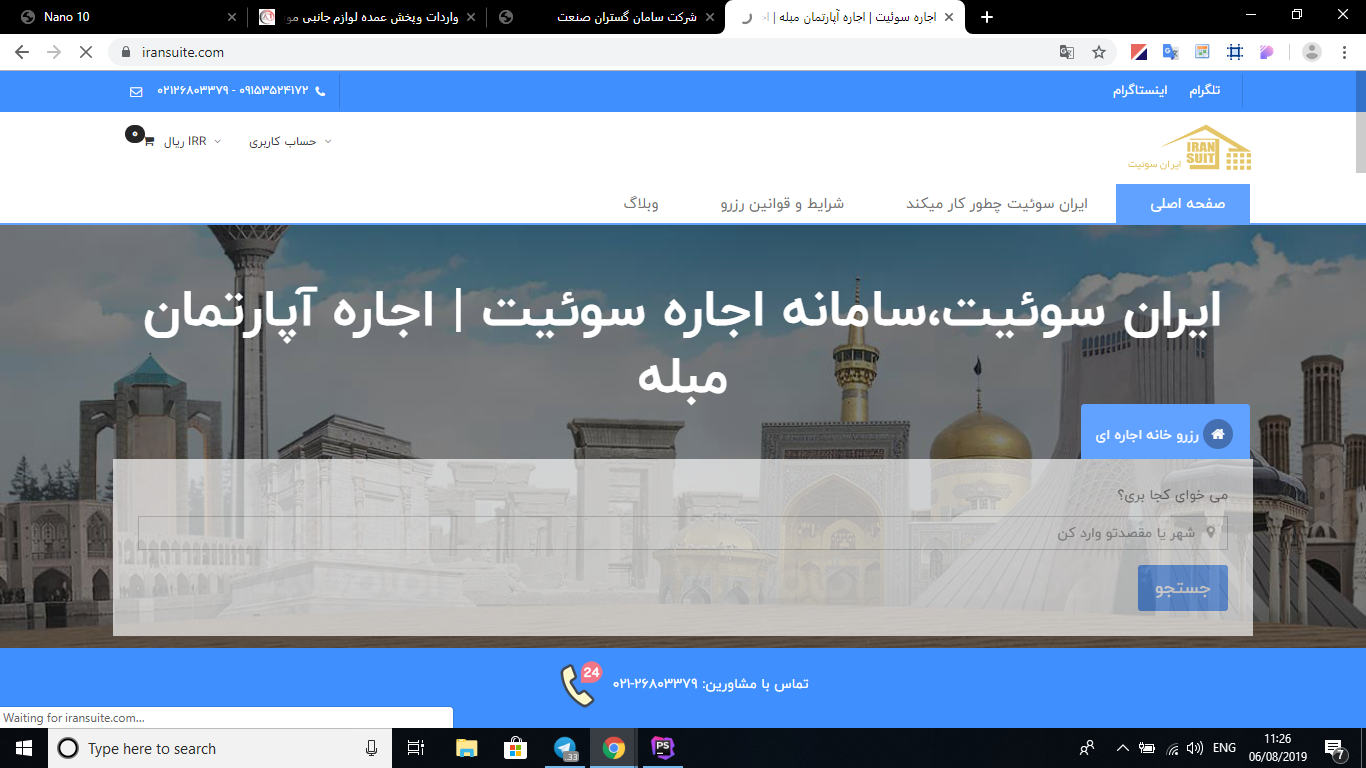 Nano 10
واردات وپخش عمده لوازم جانبی مو
شرکت سامان گستران صنعت
اجاره سوئیت | اجاره آپارتمان مبله | اج
iransuite.com
تلگرام
اینستاگرام
۰۹۱۵۳۵۲۴۱۷۲ - ۰۲۱۲۶۸۰۳۳۷۹
IRAN
SUIT
ایران سوئیت
حساب کاربری
IRR ریال
۰
صفحه اصلی
ایران سوئیت چطور کار میکند
شرایط و قوانین رزرو
وبلاگ
ایران سوئیت،سامانه اجاره سوئیت | اجاره آپارتمان
مبله
رزرو خانه اجاره ای
می خوای کجا بری؟
شهر یا مقصدتو وارد کن
جستجو
تماس با مشاورین: ۰۲۱-۲۶۸۰۳۳۷۹
24
Waiting for iransuite.com...
Type here to search
33
PS
ENG
11:26
06/08/2019
7